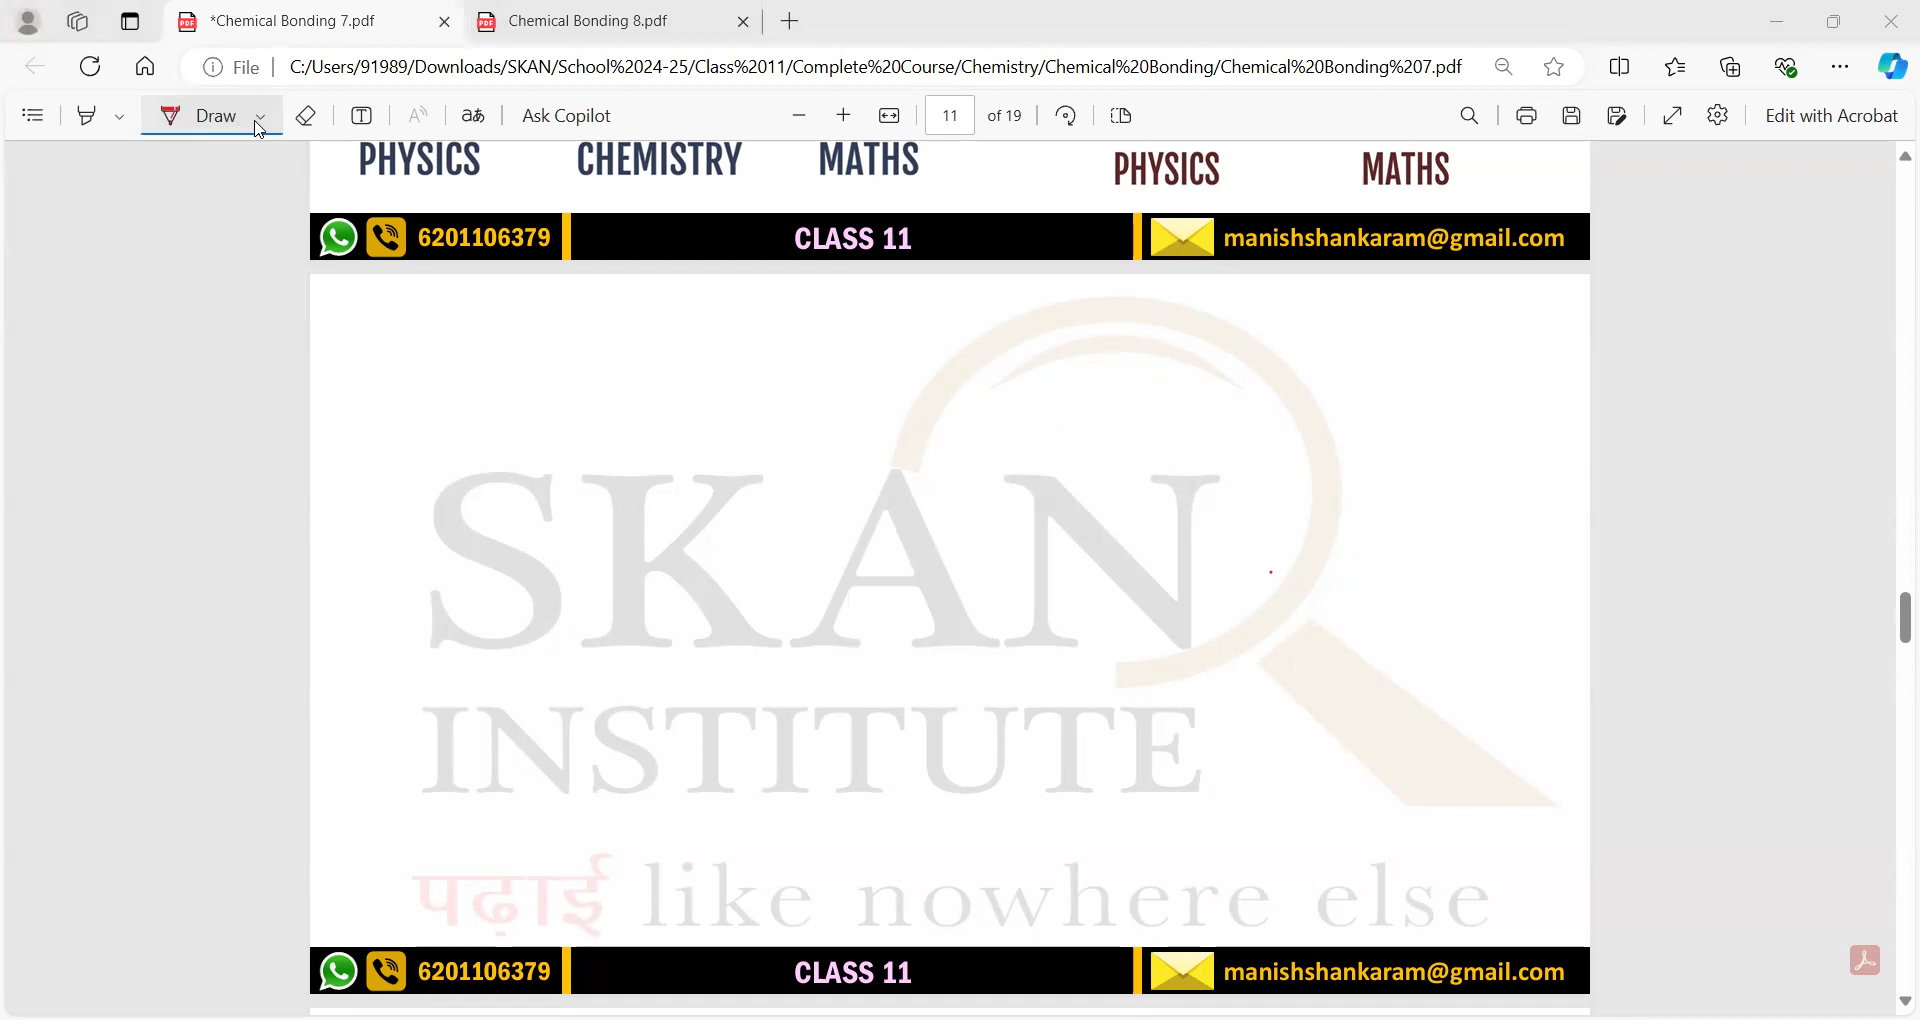 *Chemical Bonding 7.pdf
Chemical Bonding 8.pdf
File
C:/Users/91989/Downloads/SKAN/School%2024-25/Class%2011/Complete%20Course/Chemistry/Chemical%20Bonding/Chemical%20Bonding%207.pdf
Draw
aあ
Ask Copilot
11 of 19
Edit with Acrobat
PHYSICS CHEMISTRY MATHS PHYSICS MATHS
6201106379 CLASS 11 manishshankaram@gmail.com
SKAN
INSTITUTE
पढ़ाई like nowhere else
6201106379 CLASS 11 manishshankaram@gmail.com